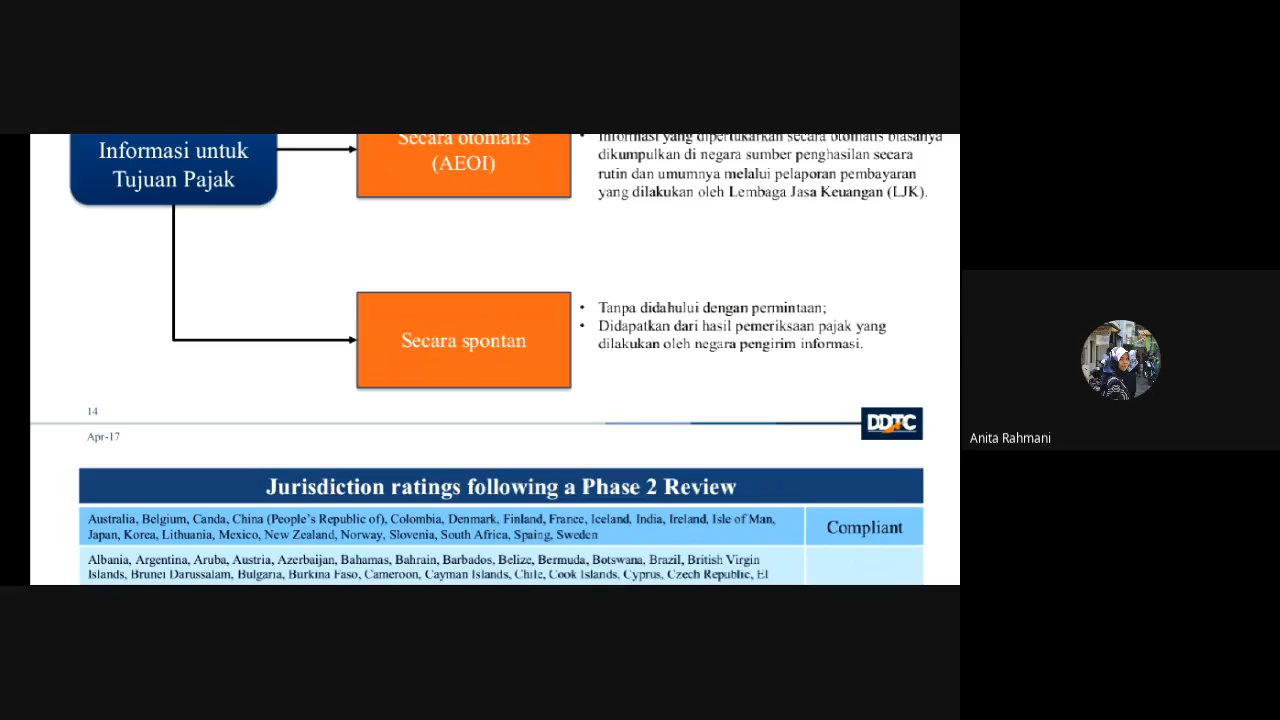 Informasi untuk
Tujuan Pajak
Secara otomatis
(AEOI)
• Informasi yang dipertukarkan secara otomatis biasanya
dikumpulkan di negara sumber penghasilan secara
rutin dan umumnya melalui pelaporan pembayaran
yang dilakukan oleh Lembaga Jasa Keuangan (LJK).
Secara spontan
• Tanpa didahului dengan permintaan;
• Didapatkan dari hasil pemeriksaan pajak yang
dilakukan oleh negara pengirim informasi.
14
Apr-17
DDTC
Jurisdiction ratings following a Phase 2 Review
Australia, Belgium, Canda, China (People's Republic of), Colombia, Denmark, Finland, France, Iceland, India, Ireland, Isle of Man,
Japan, Korea, Lithuania, Mexico, New Zealand, Norway, Slovenia, South Africa, Spaing, Sweden
Compliant
Albania, Argentina, Aruba, Austria, Azerbaijan, Bahamas, Bahrain, Barbados, Belize, Bermuda, Botswana, Brazil, British Virgin
Islands, Brunei Darussalam, Bulgaria, Burkina Faso, Cameroon, Cayman Islands, Chile, Cook Islands, Cyprus, Czech Republic, El
Anita Rahmani